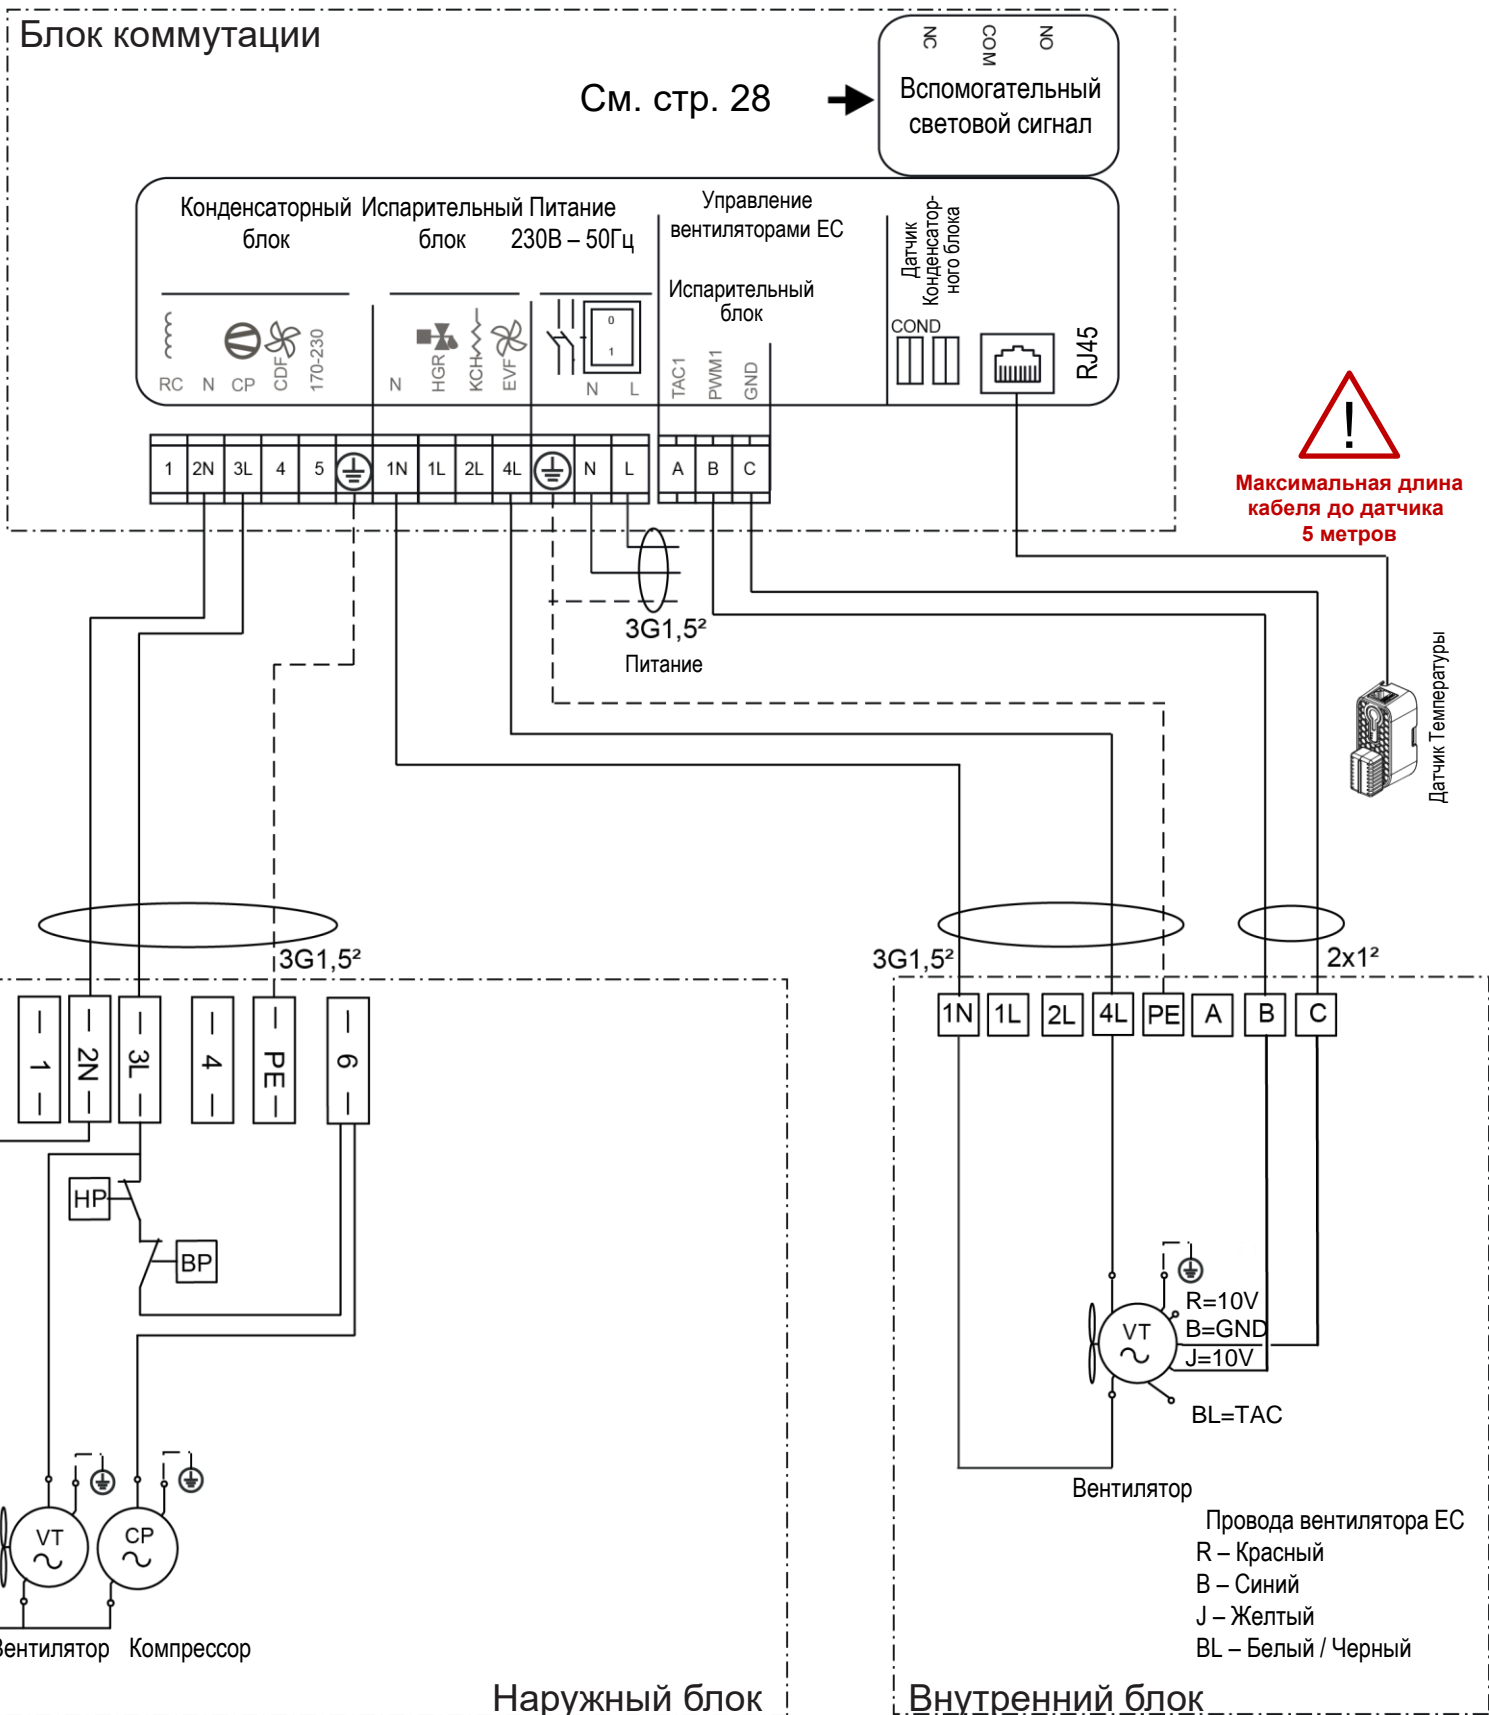 Блок коммутации
NC COM NO
См. стр. 28
Вспомогательный
световой сигнал
Конденсаторный
блок
Испарительный
блок
Питание
230В – 50Гц
Управление
вентиляторами ЕС
Испарительный
блок
Датчик
Конденсатор-
ного блока
COND
RJ45
0
1
RC N CP CDF 170-230
N HGR KCH EVF
N L
TAC1 PWM1 GND
1 2N 3L 4 5 1N 1L 2L 4L N L A B C
!
Максимальная длина
кабеля до датчика
5 метров
3G1,5²
Питание
Датчик Температуры
3G1,5²
3G1,5²
2x1²
1 2N 3L 4 PE 6
1N 1L 2L 4L PE A B C
HP
BP
VT
R=10V
B=GND
J=10V
BL=TAC
Вентилятор
VT
CP
Компрессор
Провода вентилятора ЕС
R – Красный
B – Синий
J – Желтый
BL – Белый / Черный
Наружный блок
Внутренний блок